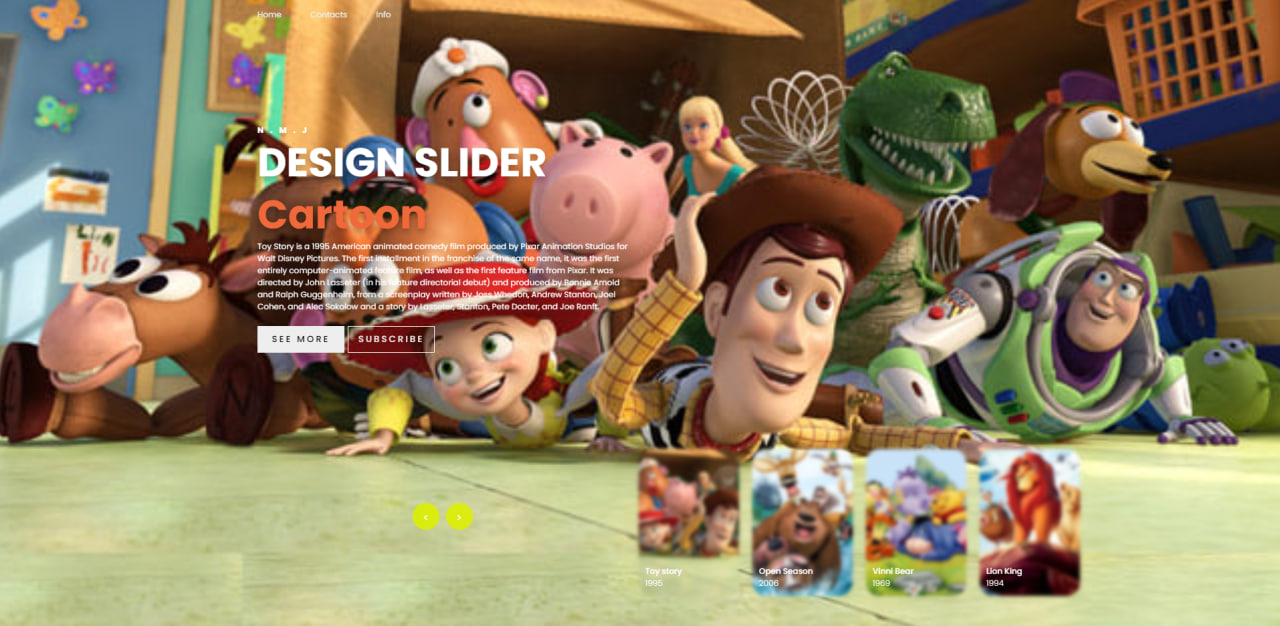 Home Contacts Info
N . M . J
DESIGN SLIDER
Cartoon
Toy Story is a 1995 American animated comedy film produced by Pixar Animation Studios for
Walt Disney Pictures. The first installment in the franchise of the same name, it was the first
entirely computer-animated feature film, as well as the first feature film from Pixar. It was
directed by John Lasseter (in his feature directorial debut) and produced by Bonnie Arnold
and Ralph Guggenheim, from a screenplay written by Joss Whedon, Andrew Stanton, Joel
Cohen, and Alec Sokolow and a story by Lasseter, Stanton, Pete Docter, and Joe Ranft.
SEE MORE SUBSCRIBE
< >
Toy story Open Season Vinni Bear Lion King
1995 2006 1969 1994